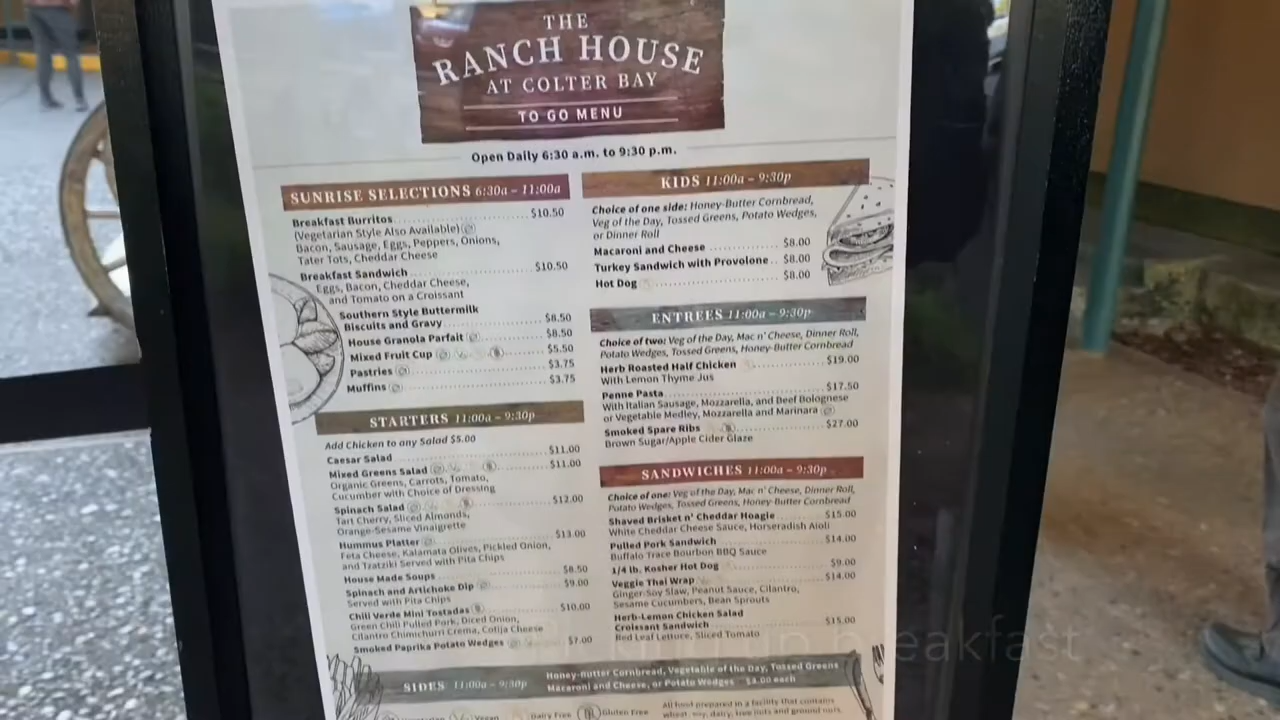 THE
RANCH HOUSE
AT COLTER BAY
TO GO MENU
Open Daily 6:30 a.m. to 9:30 p.m.
SUNRISE SELECTIONS 6:30a – 11:00a
Breakfast Burritos $10.50
(Vegetarian Style Also Available)
Bacon, Sausage, Eggs, Peppers, Onions,
Tater Tots, Cheddar Cheese
Breakfast Sandwich $10.50
Eggs, Bacon, Cheddar Cheese,
and Tomato on a Croissant
Southern Style Buttermilk
Biscuits and Gravy $8.50
House Granola Parfait $8.50
Mixed Fruit Cup $5.50
Pastries $3.75
Muffins $3.75
STARTERS 11:00a – 9:30p
Add Chicken to any Salad $5.00
Caesar Salad $11.00
Mixed Greens Salad $11.00
Organic Greens, Carrots, Tomato,
Cucumber with Choice of Dressing
Spinach Salad $12.00
Tart Cherry, Sliced Almonds,
Orange-Sesame Vinaigrette
Hummus Platter $13.00
Feta Cheese, Kalamata Olives, Pickled Onion,
and Tzatziki Served with Pita Chips
House Made Soups $8.50
Spinach and Artichoke Dip $9.00
Served with Pita Chips
Chili Verde Mini Tostadas $10.00
Green Chili Pulled Pork, Diced Onion,
Cilantro Chimichurri Crema, Cotija Cheese
Smoked Paprika Potato Wedges $7.00
KIDS 11:00a – 9:30p
Choice of one side: Honey-Butter Cornbread,
Veg of the Day, Tossed Greens, Potato Wedges,
or Dinner Roll
Macaroni and Cheese $8.00
Turkey Sandwich with Provolone $8.00
Hot Dog $8.00
ENTREES 11:00a – 9:30p
Choice of two: Veg of the Day, Mac n' Cheese, Dinner Roll,
Potato Wedges, Tossed Greens, Honey-Butter Cornbread
Herb Roasted Half Chicken $19.00
With Lemon Thyme Jus
Penne Pasta $17.50
With Italian Sausage, Mozzarella, and Beef Bolognese
or Vegetable Medley, Mozzarella and Marinara
Smoked Spare Ribs $27.00
Brown Sugar/Apple Cider Glaze
SANDWICHES 11:00a – 9:30p
Choice of one: Veg of the Day, Mac n' Cheese, Dinner Roll,
Potato Wedges, Tossed Greens, Honey-Butter Cornbread
Shaved Brisket n' Cheddar Hoagie $15.00
White Cheddar Cheese Sauce, Horseradish Aioli
Pulled Pork Sandwich $14.00
Buffalo Trace Bourbon BBQ Sauce
1/4 lb. Kosher Hot Dog $9.00
Veggie Thai Wrap $14.00
Ginger-Soy Slaw, Peanut Sauce, Cilantro,
Sesame Cucumbers, Bean Sprouts
Herb-Lemon Chicken Salad
Croissant Sandwich $15.00
Red Leaf Lettuce, Sliced Tomato
SIDES 11:00a – 9:30p
Honey-Butter Cornbread, Vegetable of the Day, Tossed Greens
Macaroni and Cheese, or Potato Wedges $3.00 each
Vegan Dairy Free Gluten Free
All food prepared in a facility that contains
wheat, soy, dairy, tree nuts and ground nuts.
up breakfast